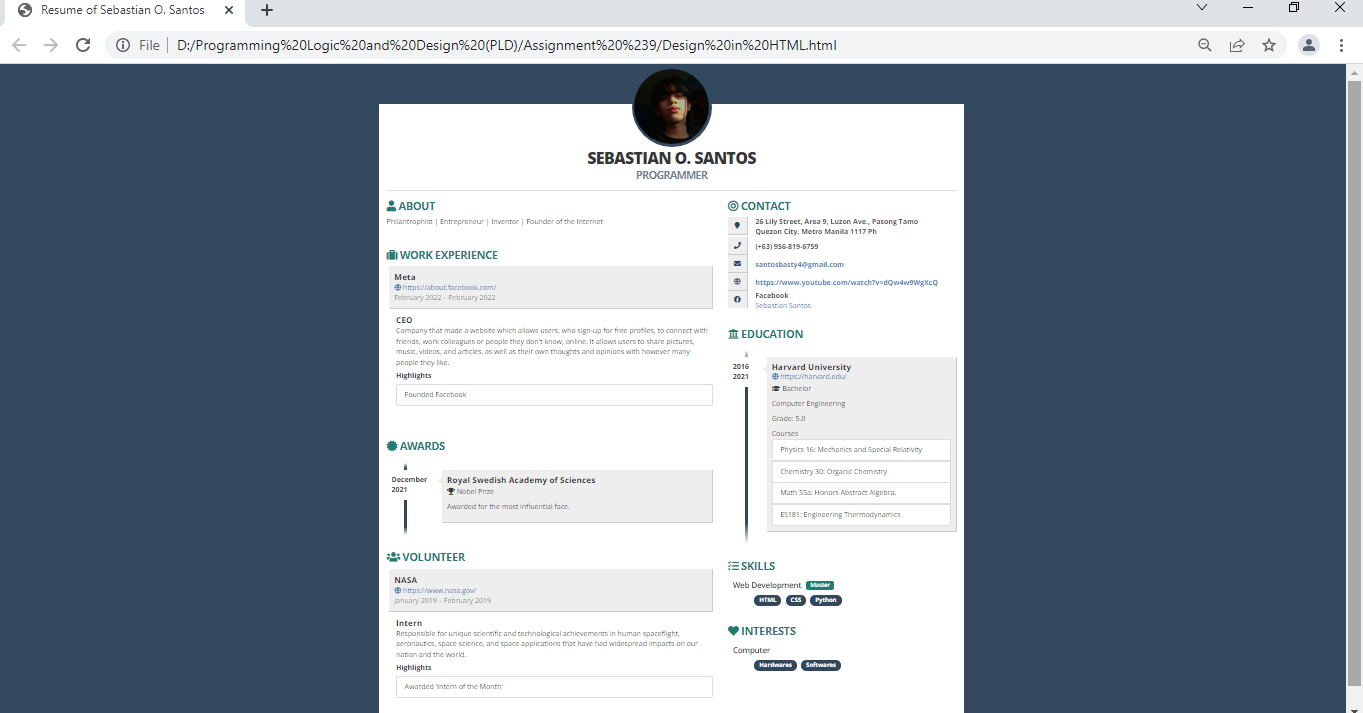 Resume of Sebastian O. Santos
File
D:/Programming%20Logic%20and%20Design%20(PLD)/Assignment%20%239/Design%20in%20HTML.html
SEBASTIAN O. SANTOS
PROGRAMMER
ABOUT
Philantrophist | Entrepreneur | Inventor | Founder of the Internet
WORK EXPERIENCE
Meta
https://about.facebook.com/
February 2022 – February 2022
CEO
Company that made a website which allows users, who sign-up for free profiles, to connect with
friends, work colleagues or people they don't know, online. It allows users to share pictures,
music, videos, and articles, as well as their own thoughts and opinions with however many
people they like.
Highlights
Founded Facebook
AWARDS
December
2021
Royal Swedish Academy of Sciences
Nobel Prize
Awarded for the most influential face.
VOLUNTEER
NASA
https://www.nasa.gov/
January 2019 – February 2019
Intern
Responsible for unique scientific and technological achievements in human spaceflight,
aeronautics, space science, and space applications that have had widespread impacts on our
nation and the world.
Highlights
Awarded 'Intern of the Month'
CONTACT
26 Lily Street, Area 9, Luzon Ave., Pasong Tamo
Quezon City, Metro Manila 1117 Ph
(+63) 956-819-6759
santosbasty4@gmail.com
https://www.youtube.com/watch?v=dQw4w9WgXcQ
Facebook
Sebastian Santos
EDUCATION
2016
2021
Harvard University
https://harvard.edu/
Bachelor
Computer Engineering
Grade: 5.0
Courses
Physics 16: Mechanics and Special Relativity
Chemistry 30: Organic Chemistry
Math 55a: Honors Abstract Algebra.
ES181: Engineering Thermodynamics
SKILLS
Web Development Master
HTML CSS Python
INTERESTS
Computer
Hardwares Softwares